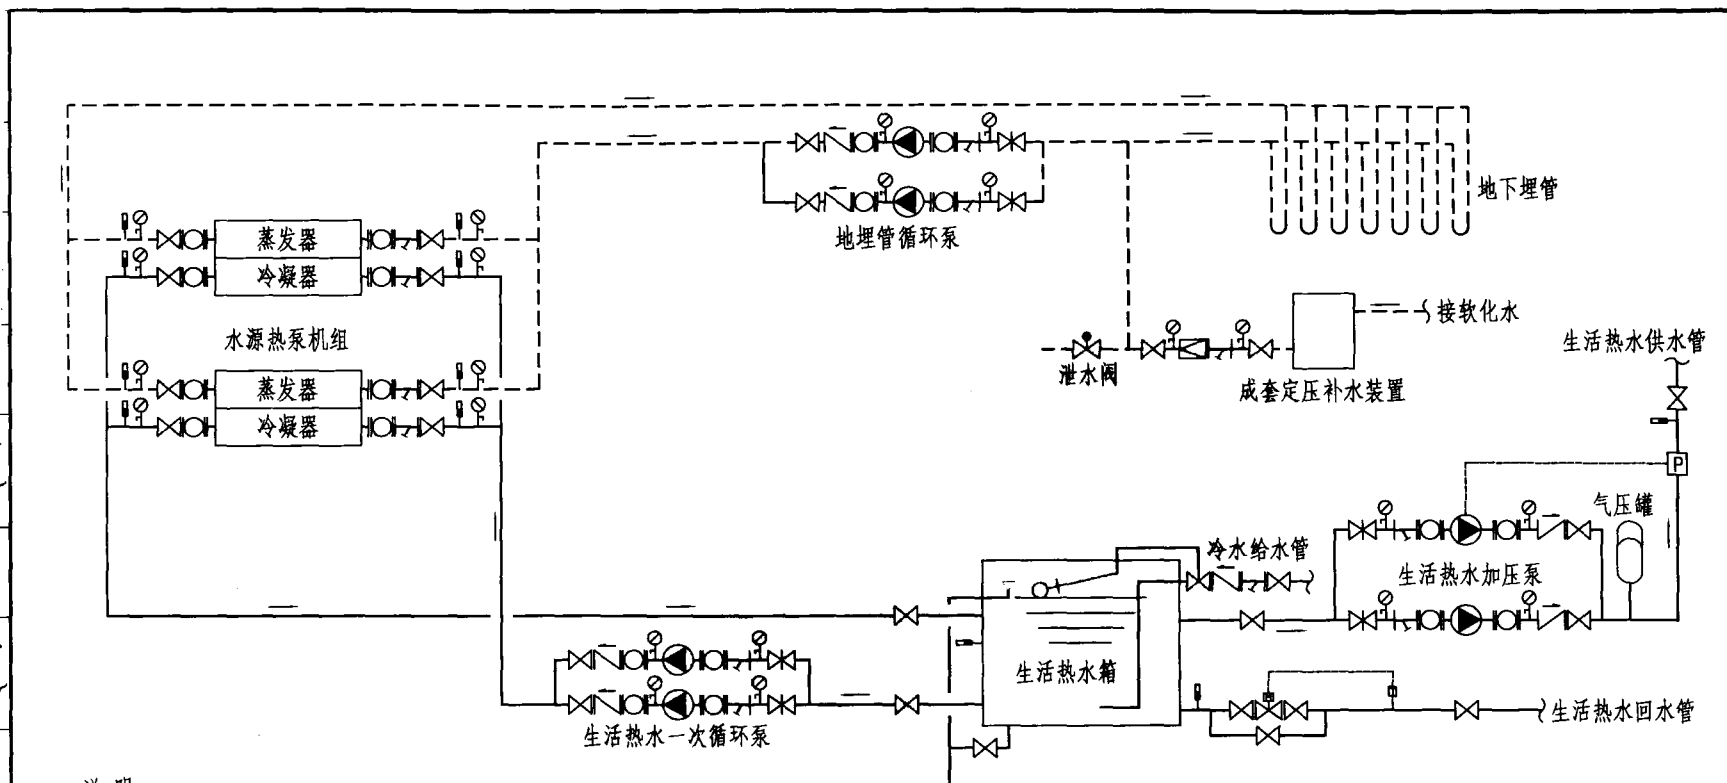 地下埋管
蒸发器
地埋管循环泵
冷凝器
接软化水
水源热泵机组
生活热水供水管
泄水阀
成套定压补水装置
蒸发器
冷凝器
P
气压罐
冷水给水管
生活热水加压泵
生活热水箱
生活热水回水管
生活热水一次循环泵